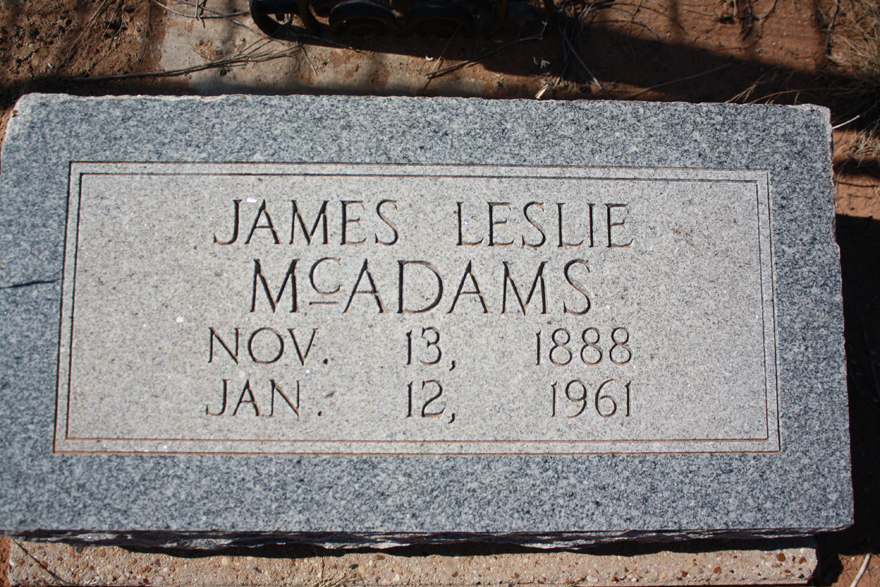 JAMES LESLIE
McADAMS
NOV. 13, 1888
JAN. 12, 1961